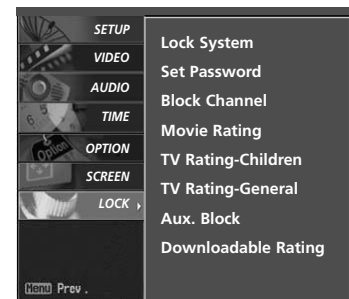 SETUP
VIDEO
AUDIO
TIME
OPTION
SCREEN
LOCK
Menu Prev.
Lock System
Set Password
Block Channel
Movie Rating
TV Rating-Children
TV Rating-General
Aux. Block
Downloadable Rating
Option